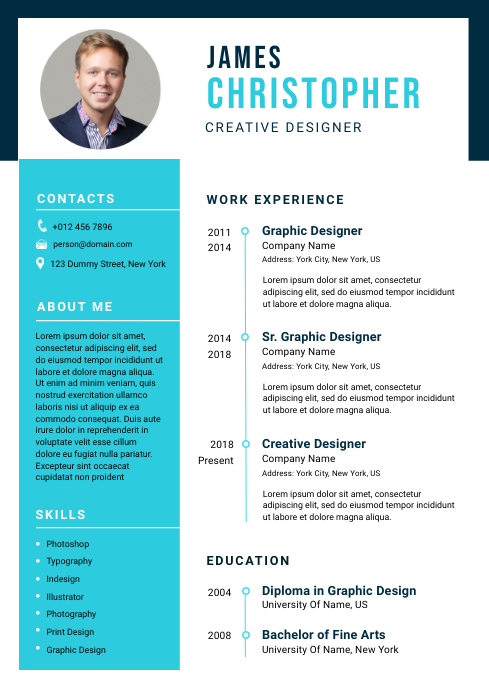 JAMES
CHRISTOPHER
CREATIVE DESIGNER
CONTACTS
+012 456 7896
person@domain.com
123 Dummy Street, New York
ABOUT ME
Lorem ipsum dolor sit amet,
consectetur adipiscing elit, sed
do eiusmod tempor incididunt ut
labore et dolore magna aliqua.
Ut enim ad minim veniam, quis
nostrud exercitation ullamco
laboris nisi ut aliquip ex ea
commodo consequat. Duis aute
irure dolor in reprehenderit in
voluptate velit esse cillum
dolore eu fugiat nulla pariatur.
Excepteur sint occaecat
cupidatat non proident
SKILLS
Photoshop
Typography
Indesign
Illustrator
Photography
Print Design
Graphic Design
WORK EXPERIENCE
2011
2014
Graphic Designer
Company Name
Address: York City, New York, US
Lorem ipsum dolor sit amet, consectetur
adipiscing elit, sed do eiusmod tempor incididunt
ut labore et dolore magna aliqua.
2014
2018
Sr. Graphic Designer
Company Name
Address: York City, New York, US
Lorem ipsum dolor sit amet, consectetur
adipiscing elit, sed do eiusmod tempor incididunt
ut labore et dolore magna aliqua.
2018
Present
Creative Designer
Company Name
Address: York City, New York, US
Lorem ipsum dolor sit amet, consectetur
adipiscing elit, sed do eiusmod tempor incididunt
ut labore et dolore magna aliqua.
EDUCATION
2004
Diploma in Graphic Design
University Of Name, US
2008
Bachelor of Fine Arts
University Of Name, New York